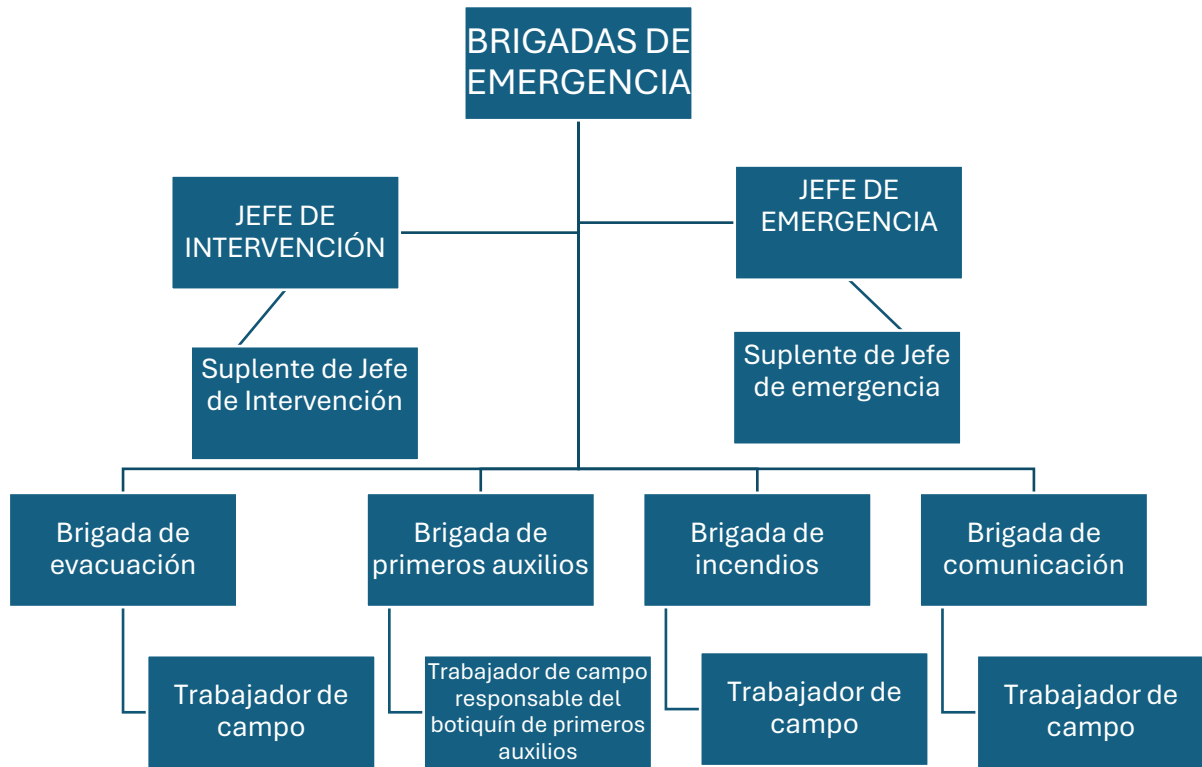 BRIGADAS DE
EMERGENCIA
JEFE DE
INTERVENCIÓN
JEFE DE
EMERGENCIA
Suplente de Jefe
de Intervención
Suplente de Jefe
de emergencia
Brigada de
evacuación
Brigada de
primeros auxilios
Brigada de
incendios
Brigada de
comunicación
Trabajador de
campo
Trabajador de campo
responsable del
botiquín de primeros
auxilios
Trabajador de
campo
Trabajador de
campo